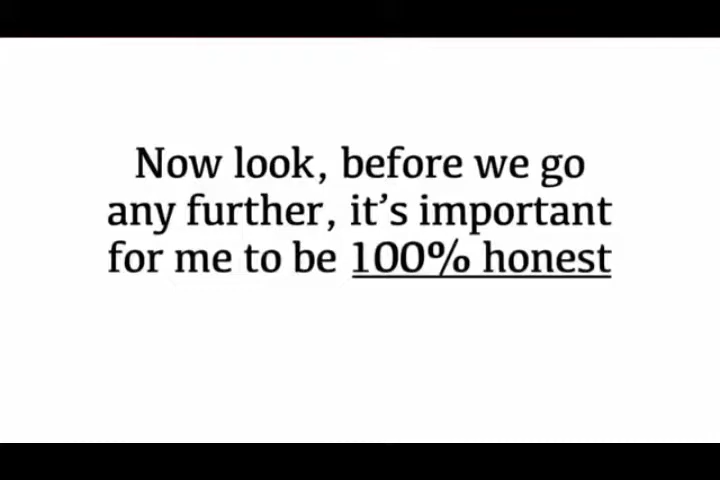 Now look, before we go
any further, it’s important
for me to be 100% honest